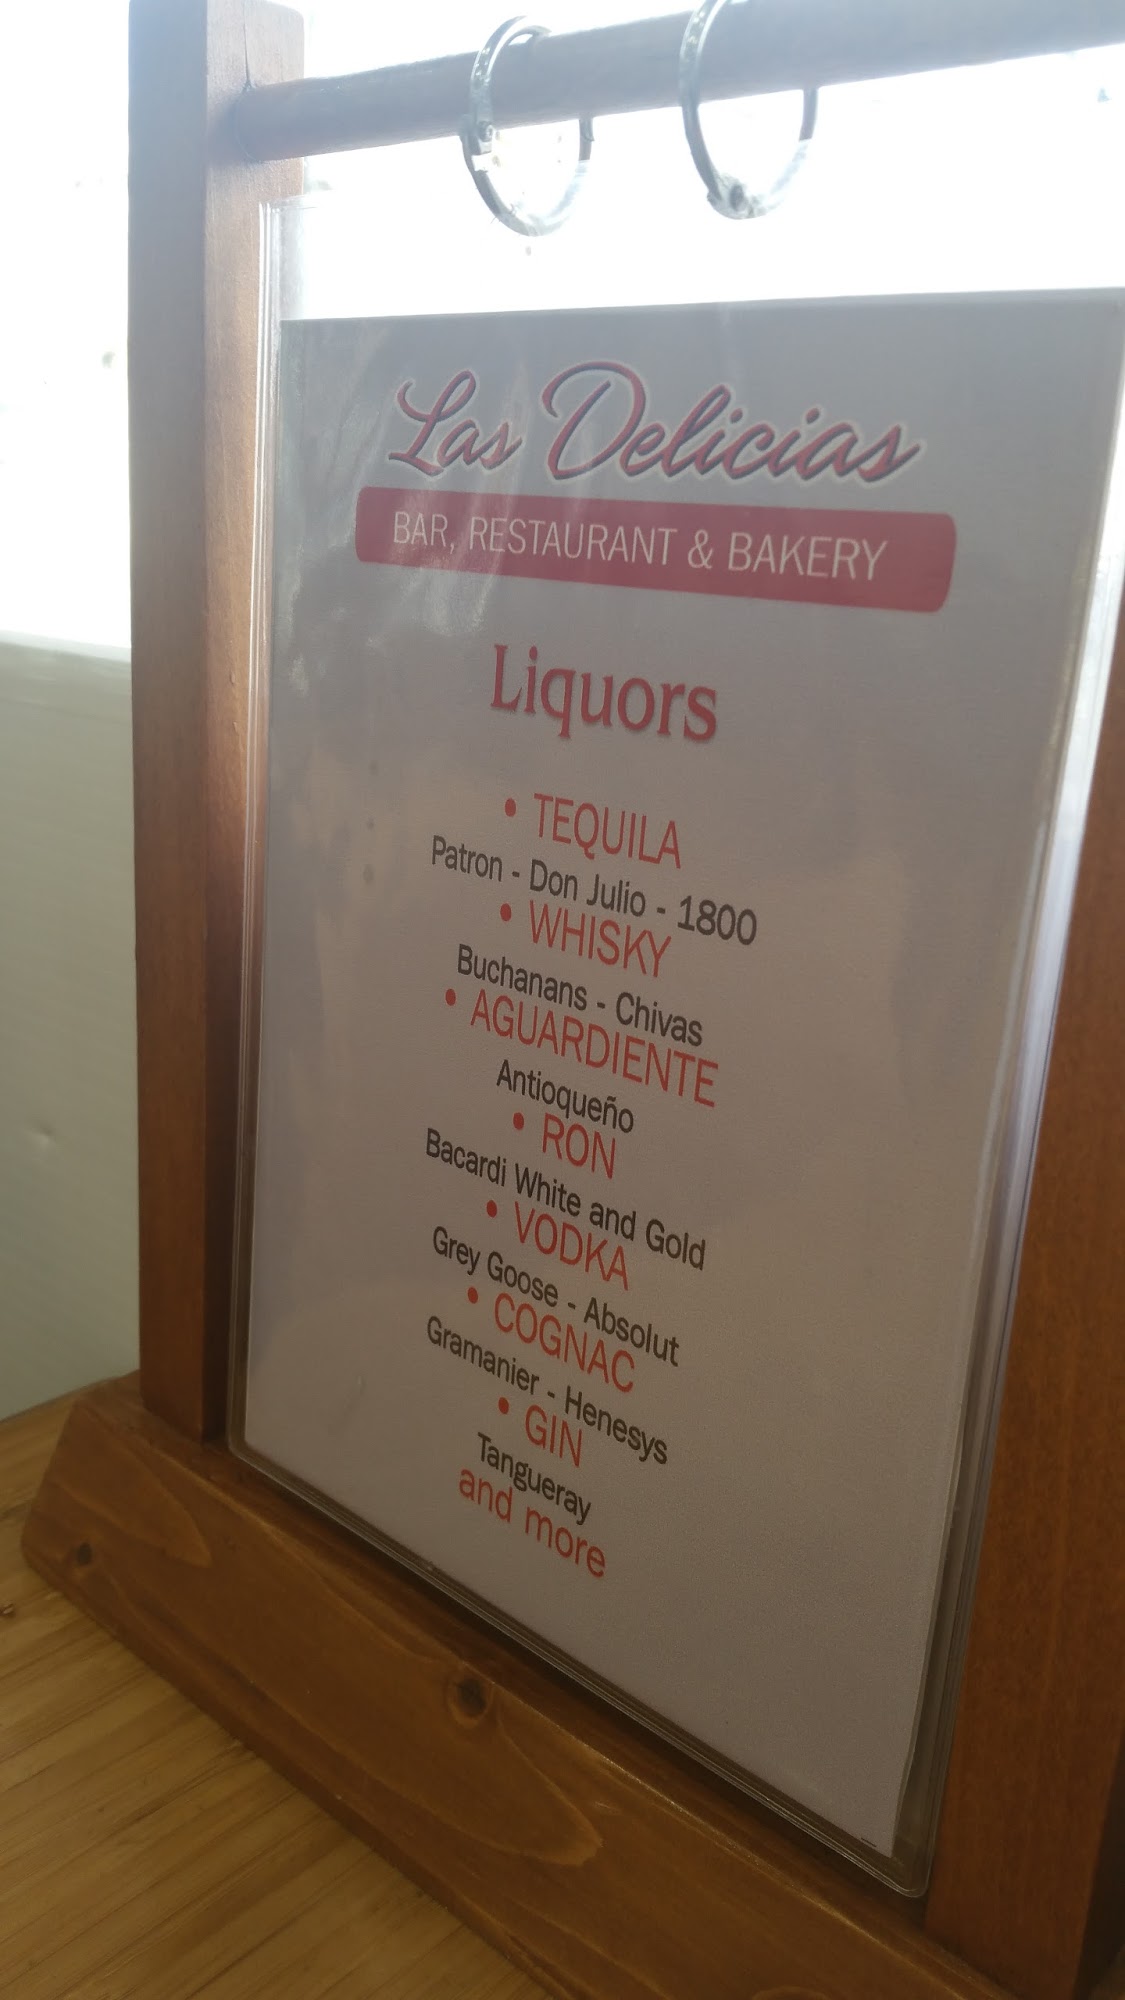 Las Delicias
BAR, RESTAURANT & BAKERY
Liquors
• TEQUILA
Patron - Don Julio - 1800
• WHISKY
Buchanans - Chivas
• AGUARDIENTE
Antioqueño
• RON
Bacardi White and Gold
• VODKA
Grey Goose - Absolut
• COGNAC
Gramanier - Henesys
• GIN
Tangueray
and more